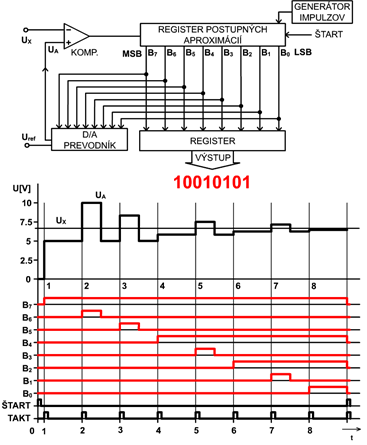 GENERÁTOR
IMPULZOV
UX
UA
KOMP.
REGISTER POSTUPNÝCH
APROXIMÁCIÍ
ŠTART
MSB B7 B6 B5 B4 B3 B2 B1 B0 LSB
Uref
D/A
PREVODNÍK
REGISTER
VÝSTUP
10010101
U[V]
10
UA
UX
7.5
5
2.5
0
1 2 3 4 5 6 7 8
B7
B6
B5
B4
B3
B2
B1
B0
ŠTART
TAKT
0 1 2 3 4 5 6 7 8 t